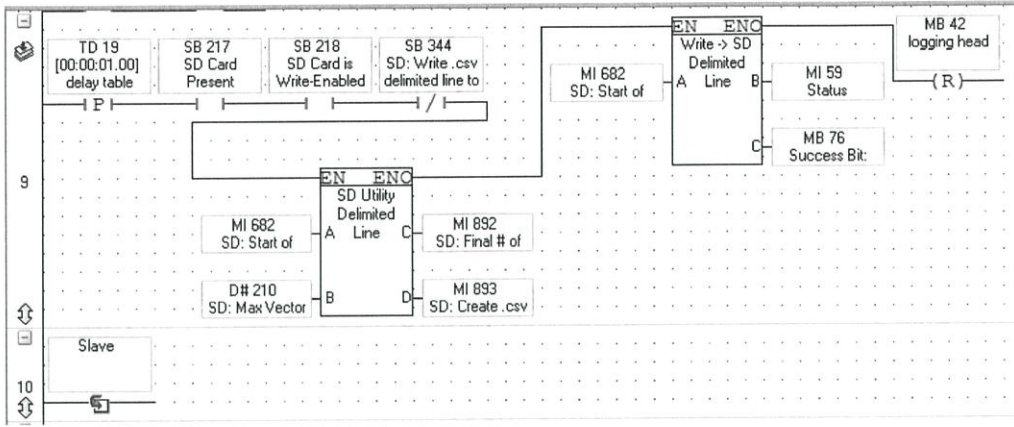 TD 19
[00:00:01.00]
delay table
P
SB 217
SD Card
Present
SB 218
SD Card is
Write-Enabled
SB 344
SD: Write .csv
delimited line to
/
EN ENO
Write -> SD
Delimited
A Line B
C
MI 682
SD: Start of
MI 59
Status
MB 76
Success Bit:
MB 42
logging head
(R)
9
EN ENO
SD Utility
Delimited
A Line C
B D
MI 682
SD: Start of
D# 210
SD: Max Vector
MI 892
SD: Final # of
MI 893
SD: Create .csv
Slave
10